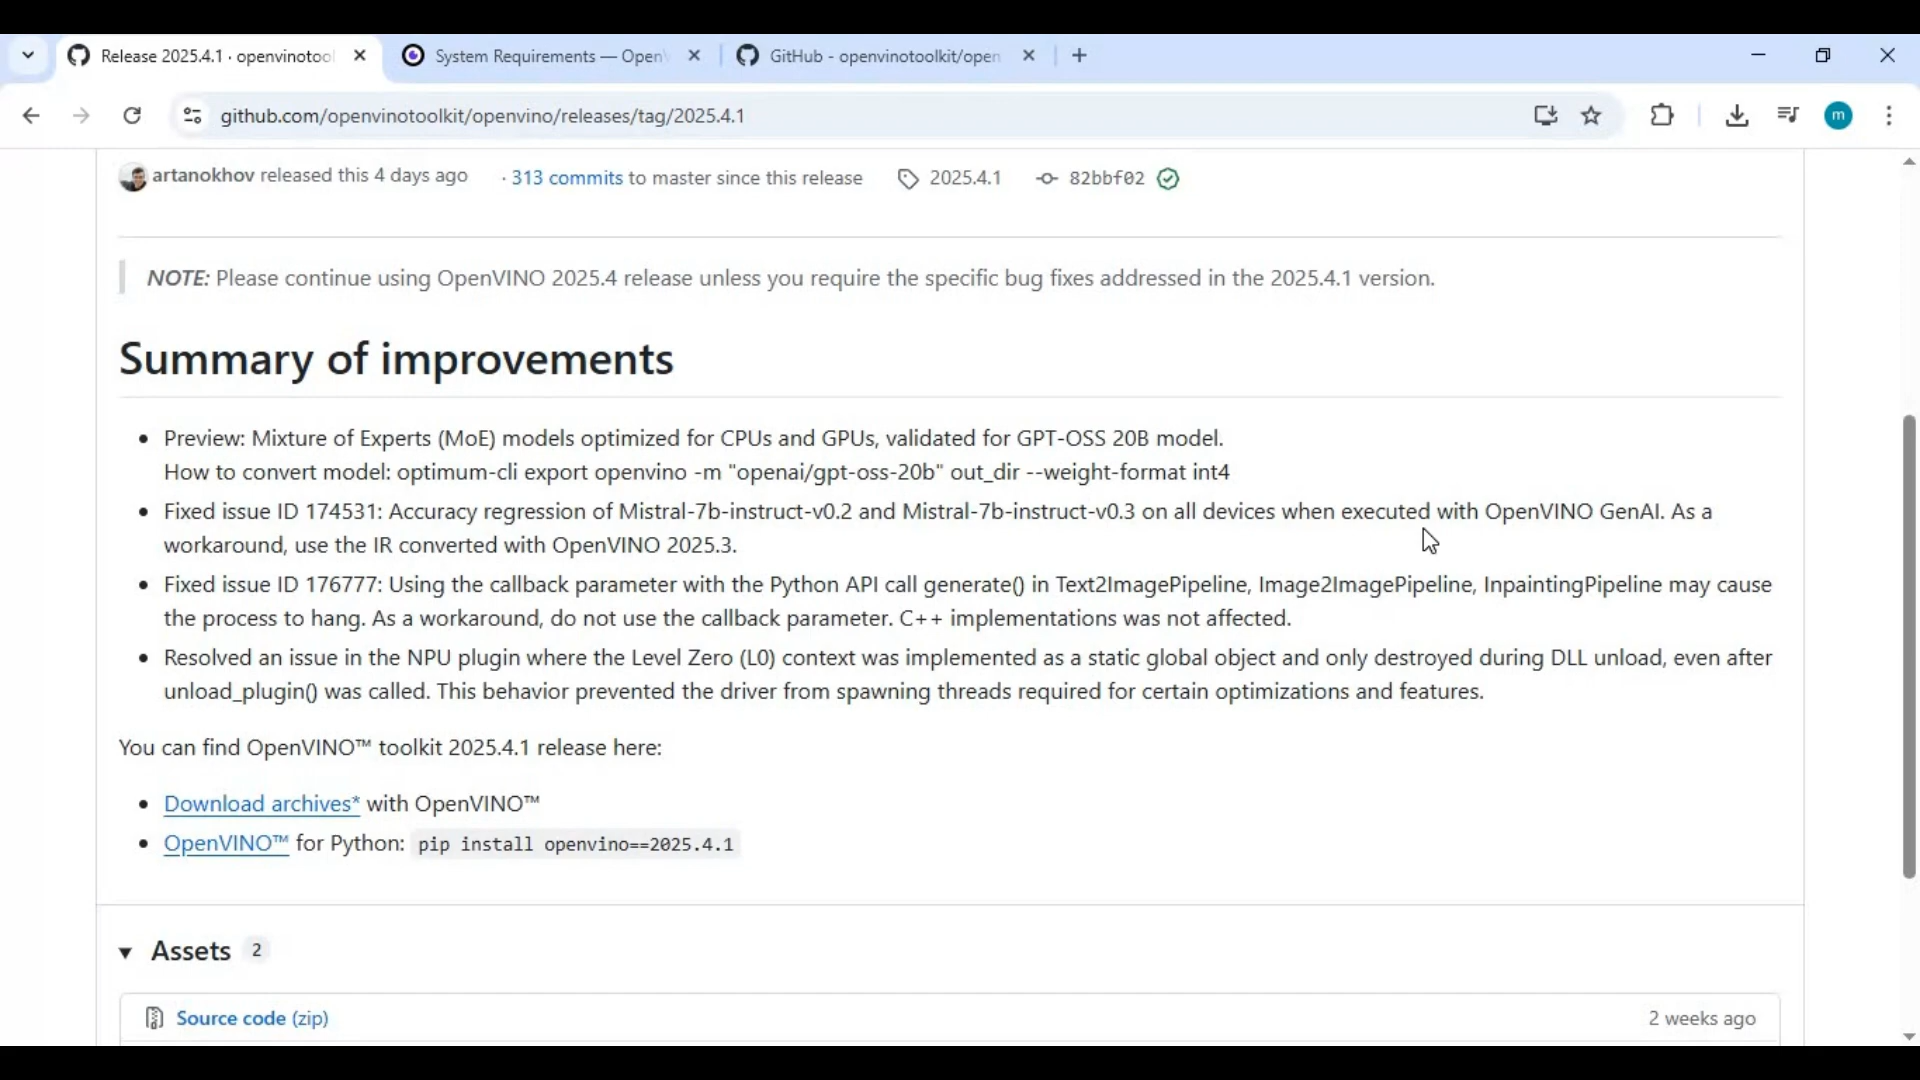 Release 2025.4.1 · openvinotool
System Requirements — Open
GitHub - openvinotoolkit/open
github.com/openvinotoolkit/openvino/releases/tag/2025.4.1
m
artanokhov released this 4 days ago · 313 commits to master since this release 2025.4.1 82bbf02
NOTE: Please continue using OpenVINO 2025.4 release unless you require the specific bug fixes addressed in the 2025.4.1 version.
Summary of improvements
• Preview: Mixture of Experts (MoE) models optimized for CPUs and GPUs, validated for GPT-OSS 20B model.
How to convert model: optimum-cli export openvino -m "openai/gpt-oss-20b" out_dir --weight-format int4
• Fixed issue ID 174531: Accuracy regression of Mistral-7b-instruct-v0.2 and Mistral-7b-instruct-v0.3 on all devices when executed with OpenVINO GenAI. As a
workaround, use the IR converted with OpenVINO 2025.3.
• Fixed issue ID 176777: Using the callback parameter with the Python API call generate() in Text2ImagePipeline, Image2ImagePipeline, InpaintingPipeline may cause
the process to hang. As a workaround, do not use the callback parameter. C++ implementations was not affected.
• Resolved an issue in the NPU plugin where the Level Zero (L0) context was implemented as a static global object and only destroyed during DLL unload, even after
unload_plugin() was called. This behavior prevented the driver from spawning threads required for certain optimizations and features.
You can find OpenVINO™ toolkit 2025.4.1 release here:
• Download archives* with OpenVINO™
• OpenVINO™ for Python: pip install openvino==2025.4.1
Assets 2
Source code (zip) 2 weeks ago